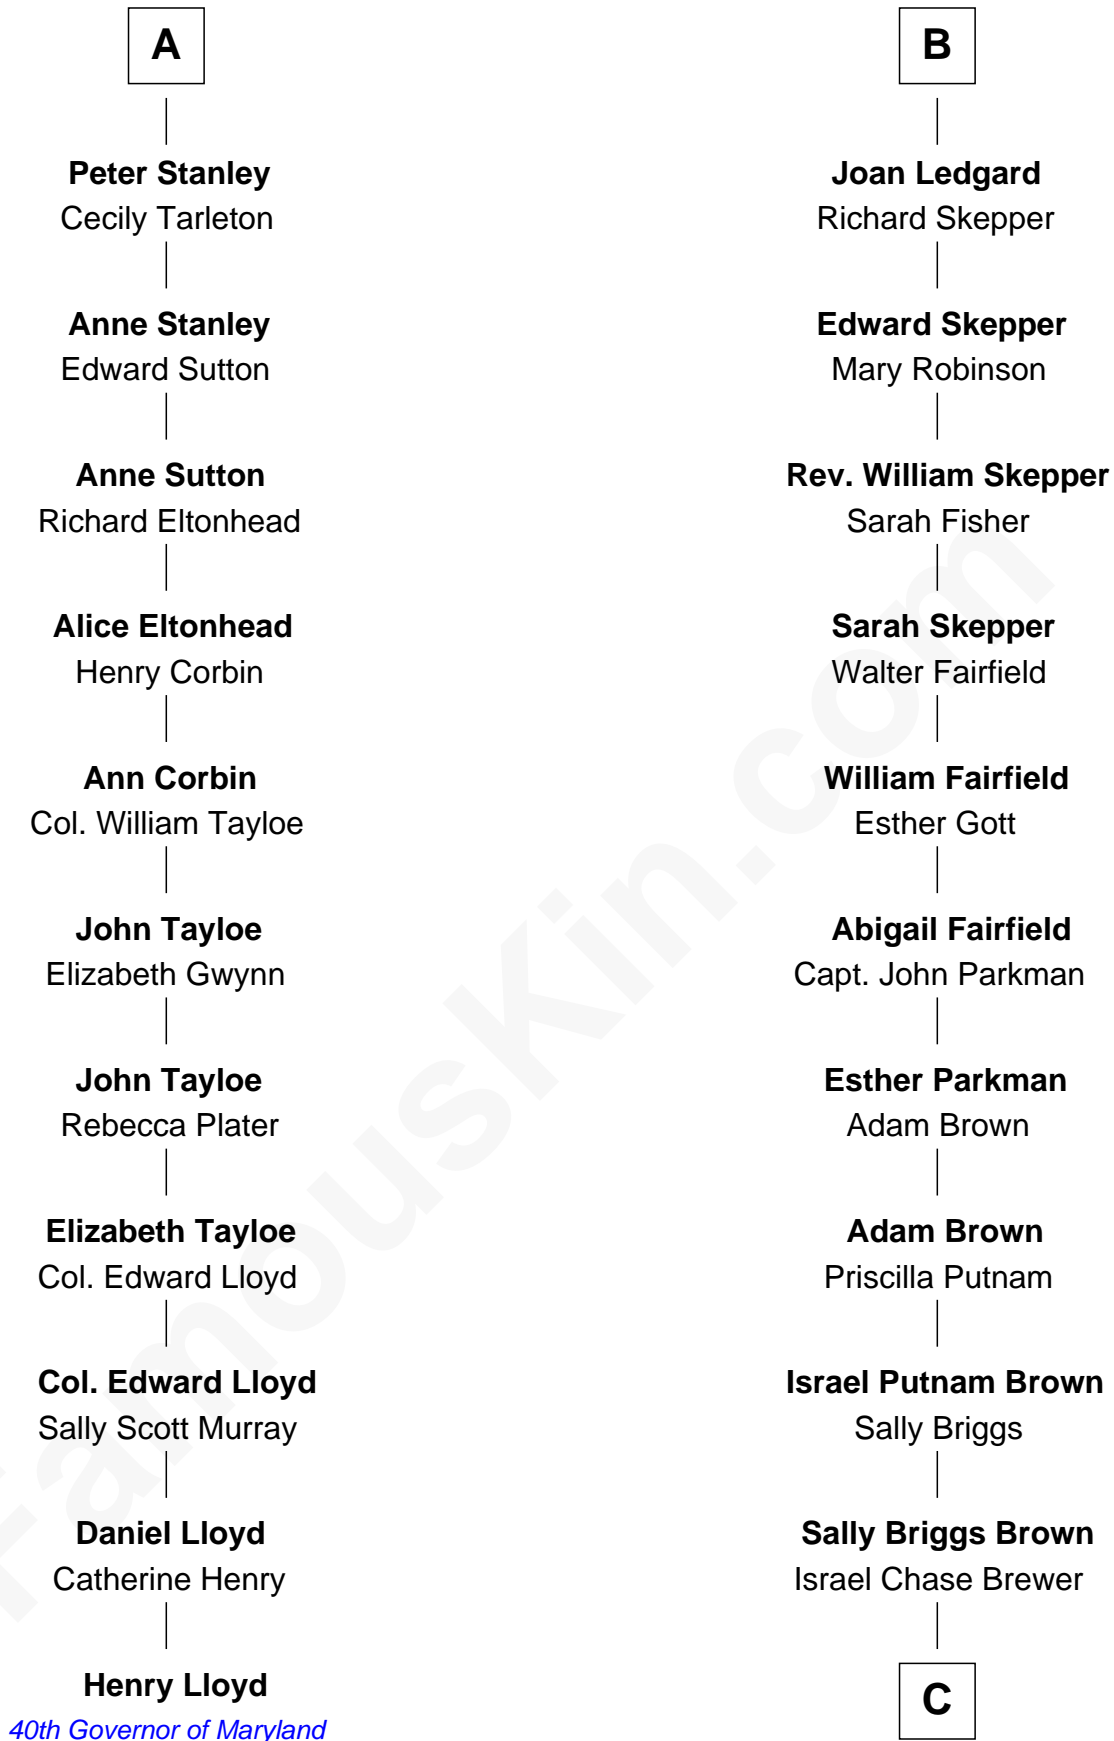 A
Peter Stanley
Cecily Tarleton
Anne Stanley
Edward Sutton
Anne Sutton
Richard Eltonhead
Alice Eltonhead
Henry Corbin
Ann Corbin
Col. William Tayloe
John Tayloe
Elizabeth Gwynn
John Tayloe
Rebecca Plater
Elizabeth Tayloe
Col. Edward Lloyd
Col. Edward Lloyd
Sally Scott Murray
Daniel Lloyd
Catherine Henry
Henry Lloyd
40th Governor of Maryland
B
Joan Ledgard
Richard Skepper
Edward Skepper
Mary Robinson
Rev. William Skepper
Sarah Fisher
Sarah Skepper
Walter Fairfield
William Fairfield
Esther Gott
Abigail Fairfield
Capt. John Parkman
Esther Parkman
Adam Brown
Adam Brown
Priscilla Putnam
Israel Putnam Brown
Sally Briggs
Sally Briggs Brown
Israel Chase Brewer
C
FamousKin.com